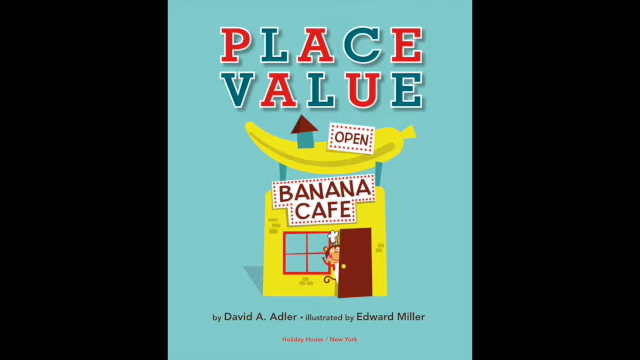 PLACE
VALUE
OPEN
BANANA
CAFE
by David A. Adler • illustrated by Edward Miller
Holiday House / New York